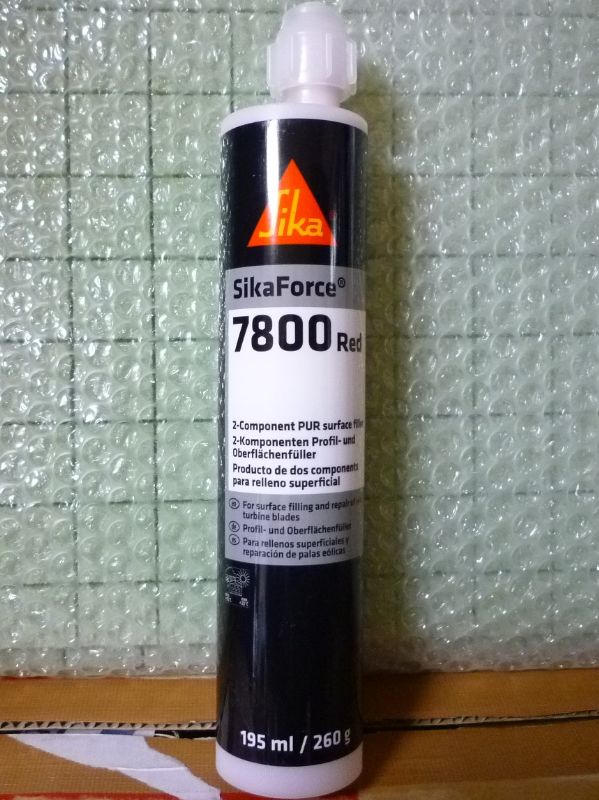 Sika
SikaForce®
7800 Red
2-Component PUR surface filler
2-Komponenten Profil- und
Oberflächenfüller
Producto de dos components
para relleno superficial
For surface filling and repair of
turbine blades
Profil- und Oberflächenfüller
Para rellenos superficiales y
reparación de palas eólicas
195 ml / 260 g